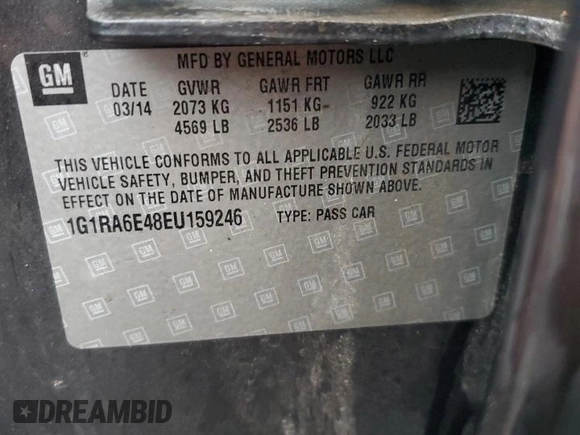 GM
MFD BY GENERAL MOTORS LLC
DATE GVWR GAWR FRT GAWR RR
03/14 2073 KG 1151 KG 922 KG
4569 LB 2536 LB 2033 LB
THIS VEHICLE CONFORMS TO ALL APPLICABLE U.S. FEDERAL MOTOR
VEHICLE SAFETY, BUMPER, AND THEFT PREVENTION STANDARDS IN
EFFECT ON THE DATE OF MANUFACTURE SHOWN ABOVE.
1G1RA6E48EU159246 TYPE: PASS CAR
DREAMBID